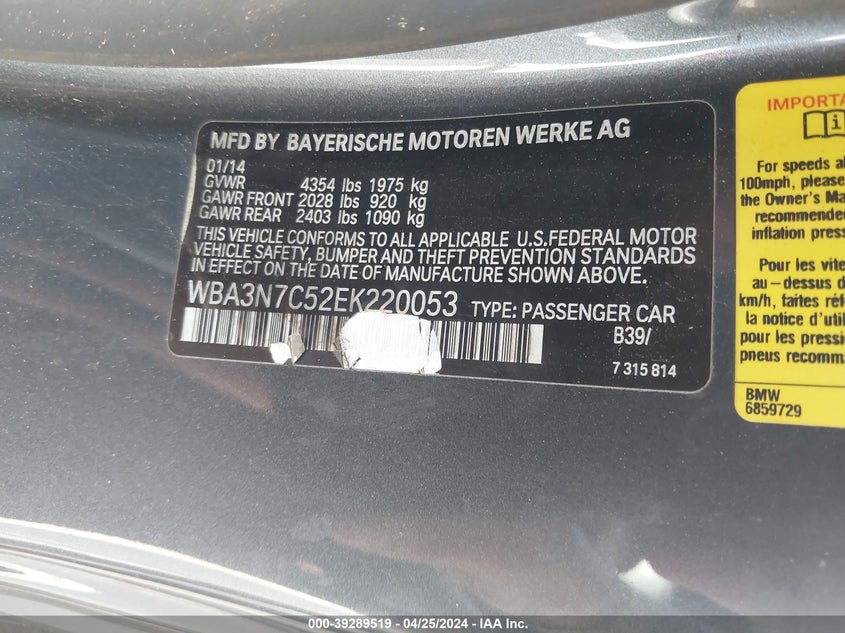 MFD BY BAYERISCHE MOTOREN WERKE AG
01/14
GVWR 4354 lbs 1975 kg
GAWR FRONT 2028 lbs 920 kg
GAWR REAR 2403 lbs 1090 kg
THIS VEHICLE CONFORMS TO ALL APPLICABLE U.S.FEDERAL MOTOR
VEHICLE SAFETY, BUMPER AND THEFT PREVENTION STANDARDS
IN EFFECT ON THE DATE OF MANUFACTURE SHOWN ABOVE.
WBA3N7C52EK220053 TYPE: PASSENGER CAR
B39/
7 315 814
IMPORTA
i
For speeds a
100mph, please
the Owner's Ma
recommended
inflation press
Pour les vite
au-dessus d
km/h, faites réf
la notice d'util
pour les pressi
pneus recomma
BMW
6859729
000-39289519 - 04/25/2024 - IAA Inc.